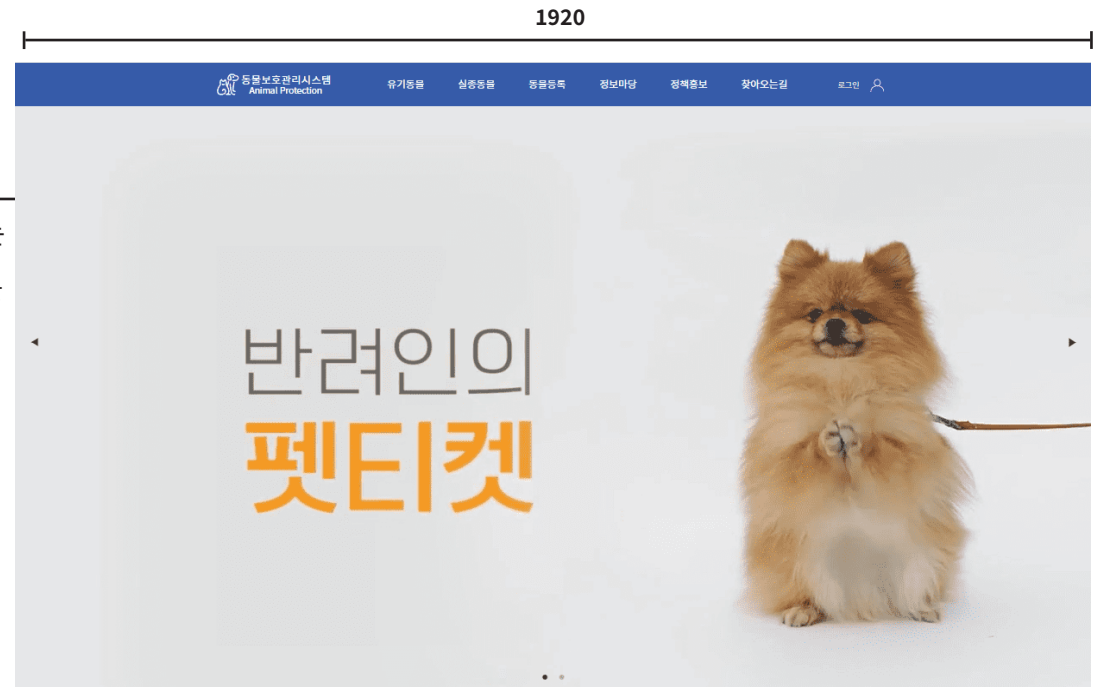 1920
동물보호관리시스템
Animal Protection
유기동물 실종동물 동물등록 정보마당 정책홍보 찾아오는길 로그인
반려인의
펫티켓